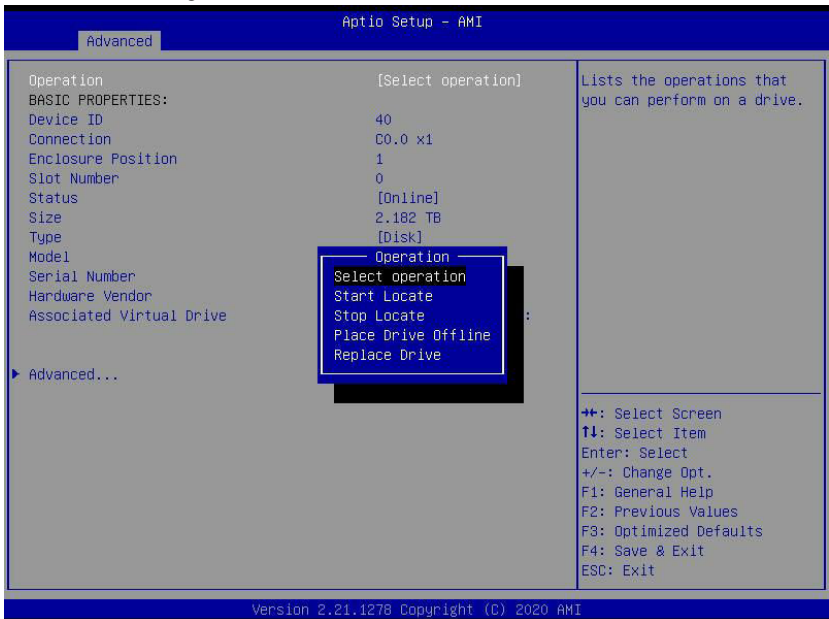 Aptio Setup – AMI
Advanced
Operation [Select operation]
BASIC PROPERTIES:
Device ID 40
Connection C0.0 x1
Enclosure Position 1
Slot Number 0
Status [Online]
Size 2.182 TB
Type [Disk]
Model
Serial Number
Hardware Vendor
Associated Virtual Drive :
▶ Advanced...
Operation
Select operation
Start Locate
Stop Locate
Place Drive Offline
Replace Drive
Lists the operations that
you can perform on a drive.
→←: Select Screen
↑↓: Select Item
Enter: Select
+/-: Change Opt.
F1: General Help
F2: Previous Values
F3: Optimized Defaults
F4: Save & Exit
ESC: Exit
Version 2.21.1278 Copyright (C) 2020 AMI